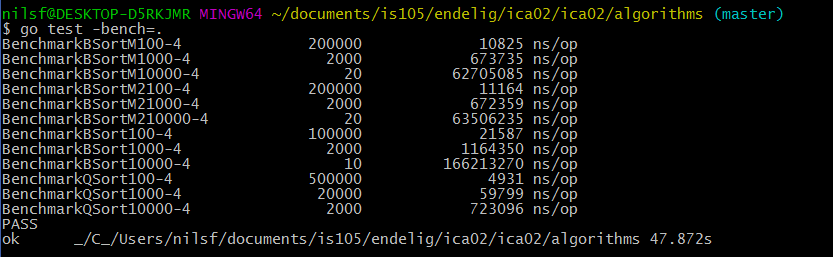 nilsf@DESKTOP-D5RKJMR MINGW64 ~/documents/is105/endelig/ica02/ica02/algorithms (master)
$ go test -bench=.
BenchmarkBSortM100-4 200000 10825 ns/op
BenchmarkBSortM1000-4 2000 673735 ns/op
BenchmarkBSortM10000-4 20 62705085 ns/op
BenchmarkBSortM2100-4 200000 11164 ns/op
BenchmarkBSortM21000-4 2000 672359 ns/op
BenchmarkBSortM210000-4 20 63506235 ns/op
BenchmarkBSort100-4 100000 21587 ns/op
BenchmarkBSort1000-4 2000 1164350 ns/op
BenchmarkBSort10000-4 10 166213270 ns/op
BenchmarkQSort100-4 500000 4931 ns/op
BenchmarkQSort1000-4 20000 59799 ns/op
BenchmarkQSort10000-4 2000 723096 ns/op
PASS
ok _/C_/Users/nilsf/documents/is105/endelig/ica02/ica02/algorithms 47.872s